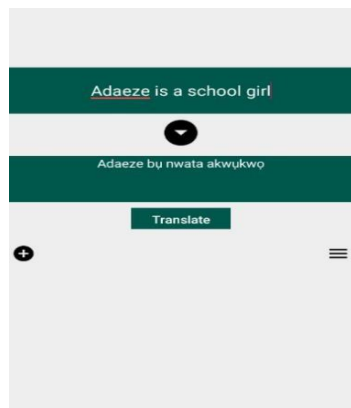 Adaeze is a school girl
Adaeze bụ nwata akwụkwọ
Translate